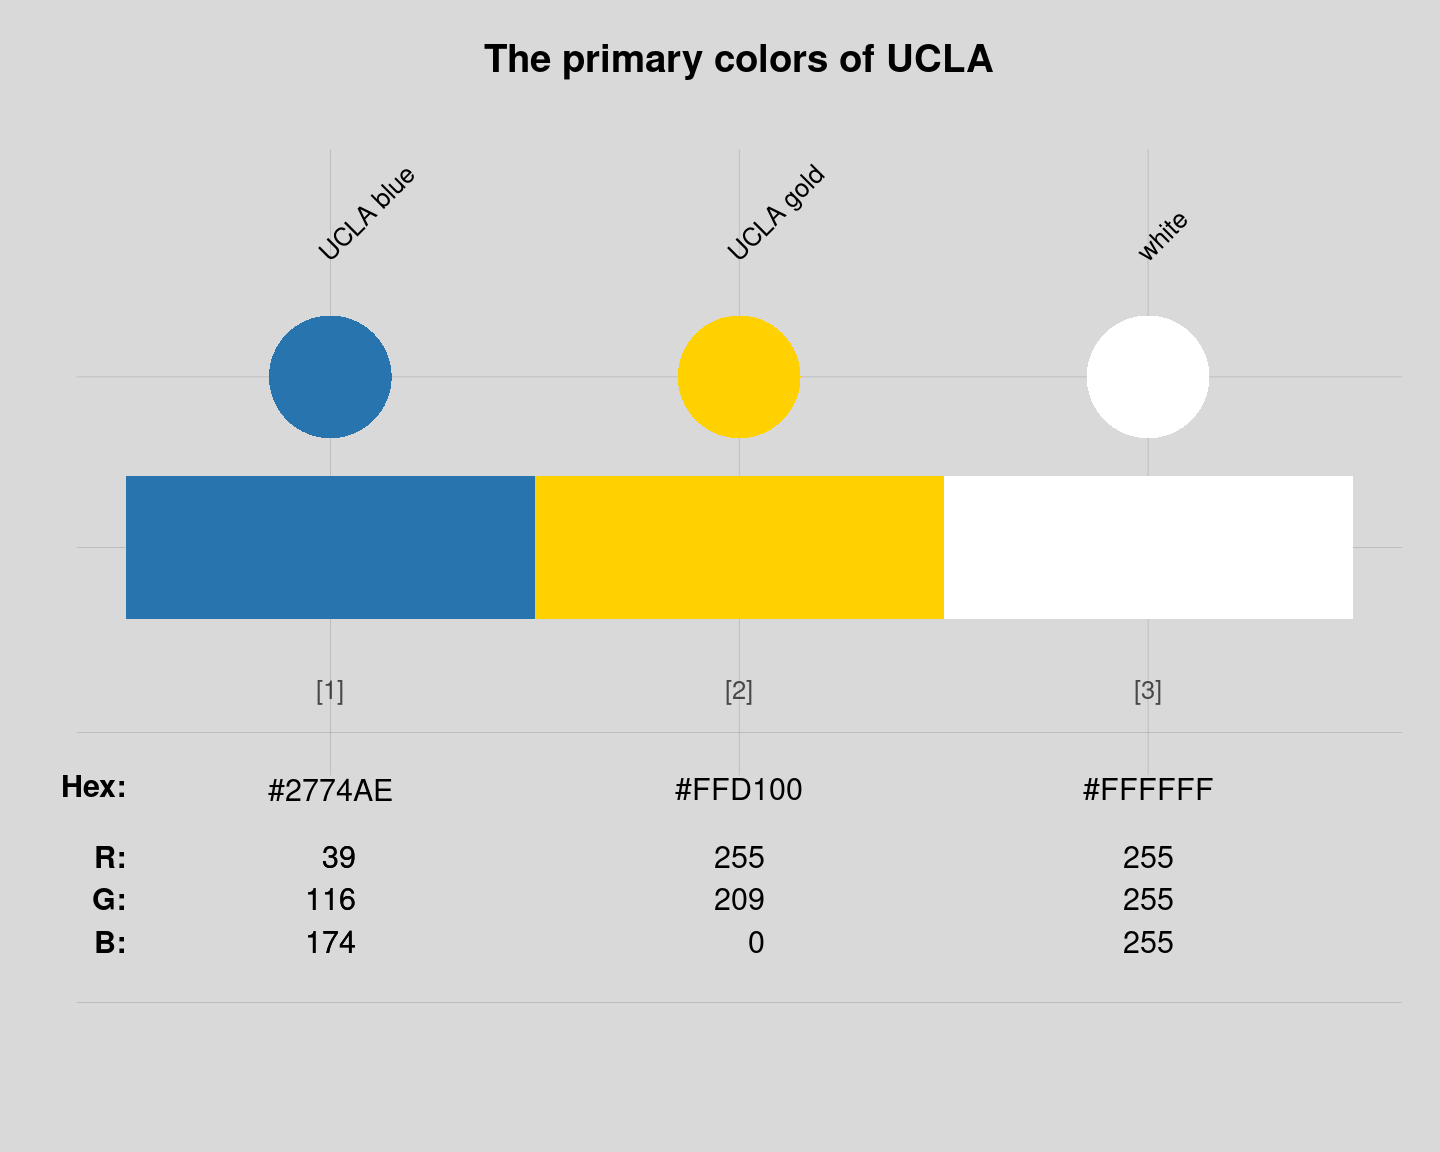 The primary colors of UCLA
UCLA blue
UCLA gold
white
[1] [2] [3]
Hex: #2774AE #FFD100 #FFFFFF
R: 39 255 255
G: 116 209 255
B: 174 0 255